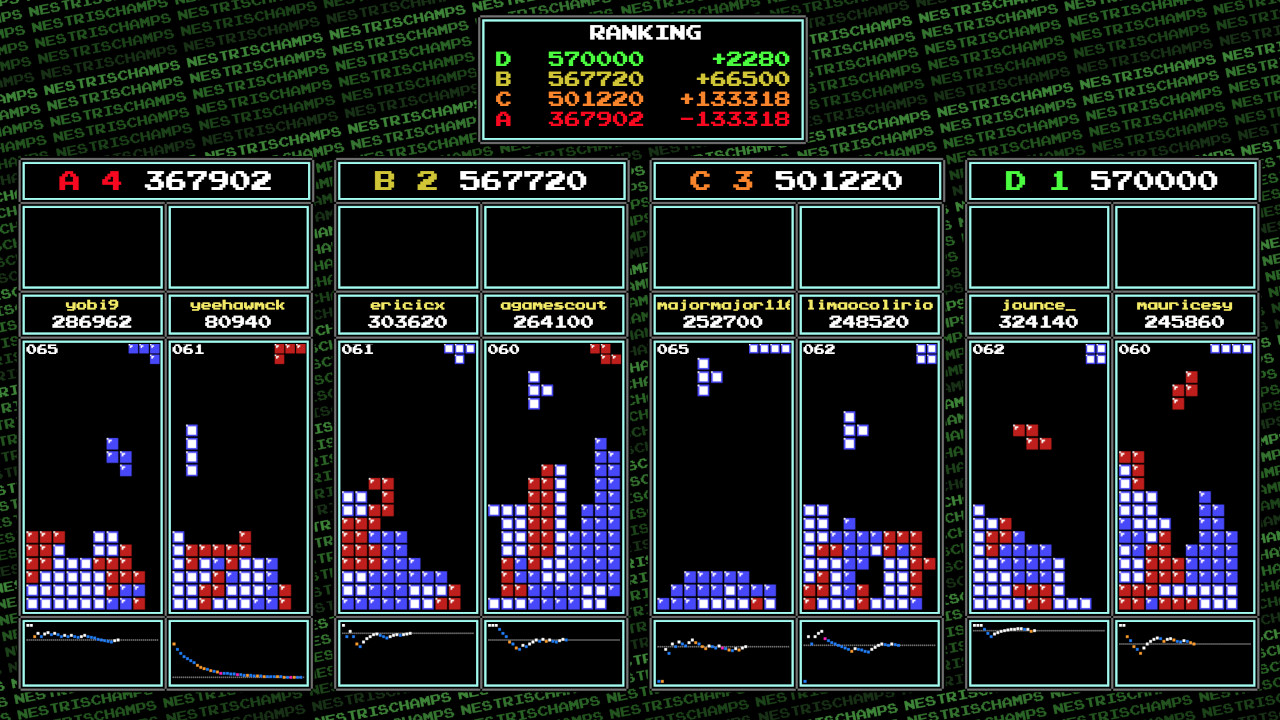 RANKING
D 570000 +2280
B 567720 +66500
C 501220 +133318
A 367902 -133318
A 4 367902
B 2 567720
C 3 501220
D 1 570000
yobi9
286962
yeehawmck
80940
ericicx
303620
agamescout
264100
majormajor116
252700
limaocolirio
248520
jounce_
324140
mauricesy
245860
065
061
061
060
065
062
062
060
NESTRISCHAMPS